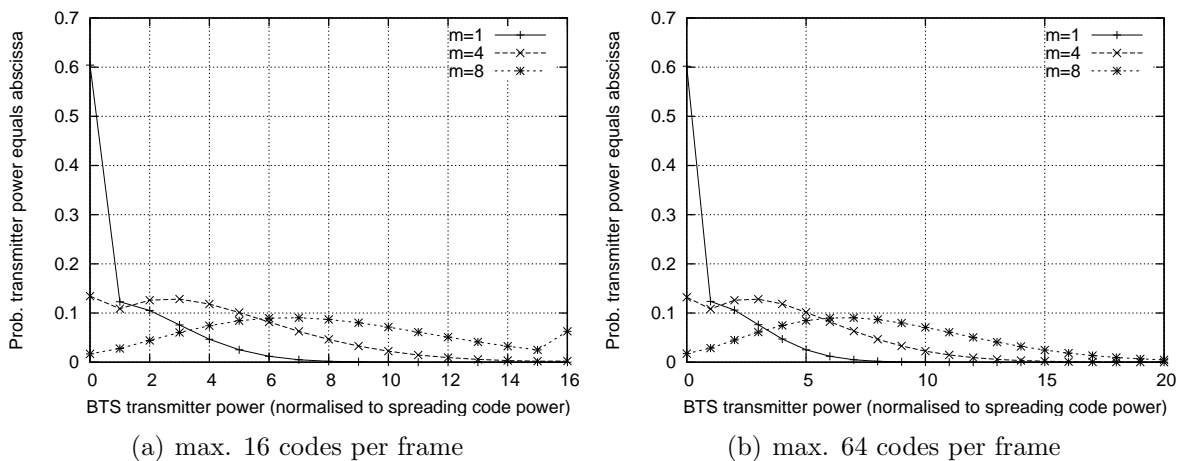 Prob. transmitter power equals abscissa
0.7
0.6
0.5
0.4
0.3
0.2
0.1
0
0 2 4 6 8 10 12 14 16
BTS transmitter power (normalised to spreading code power)
m=1
m=4
m=8
(a) max. 16 codes per frame
Prob. transmitter power equals abscissa
0.7
0.6
0.5
0.4
0.3
0.2
0.1
0
0 5 10 15 20
BTS transmitter power (normalised to spreading code power)
m=1
m=4
m=8
(b) max. 64 codes per frame